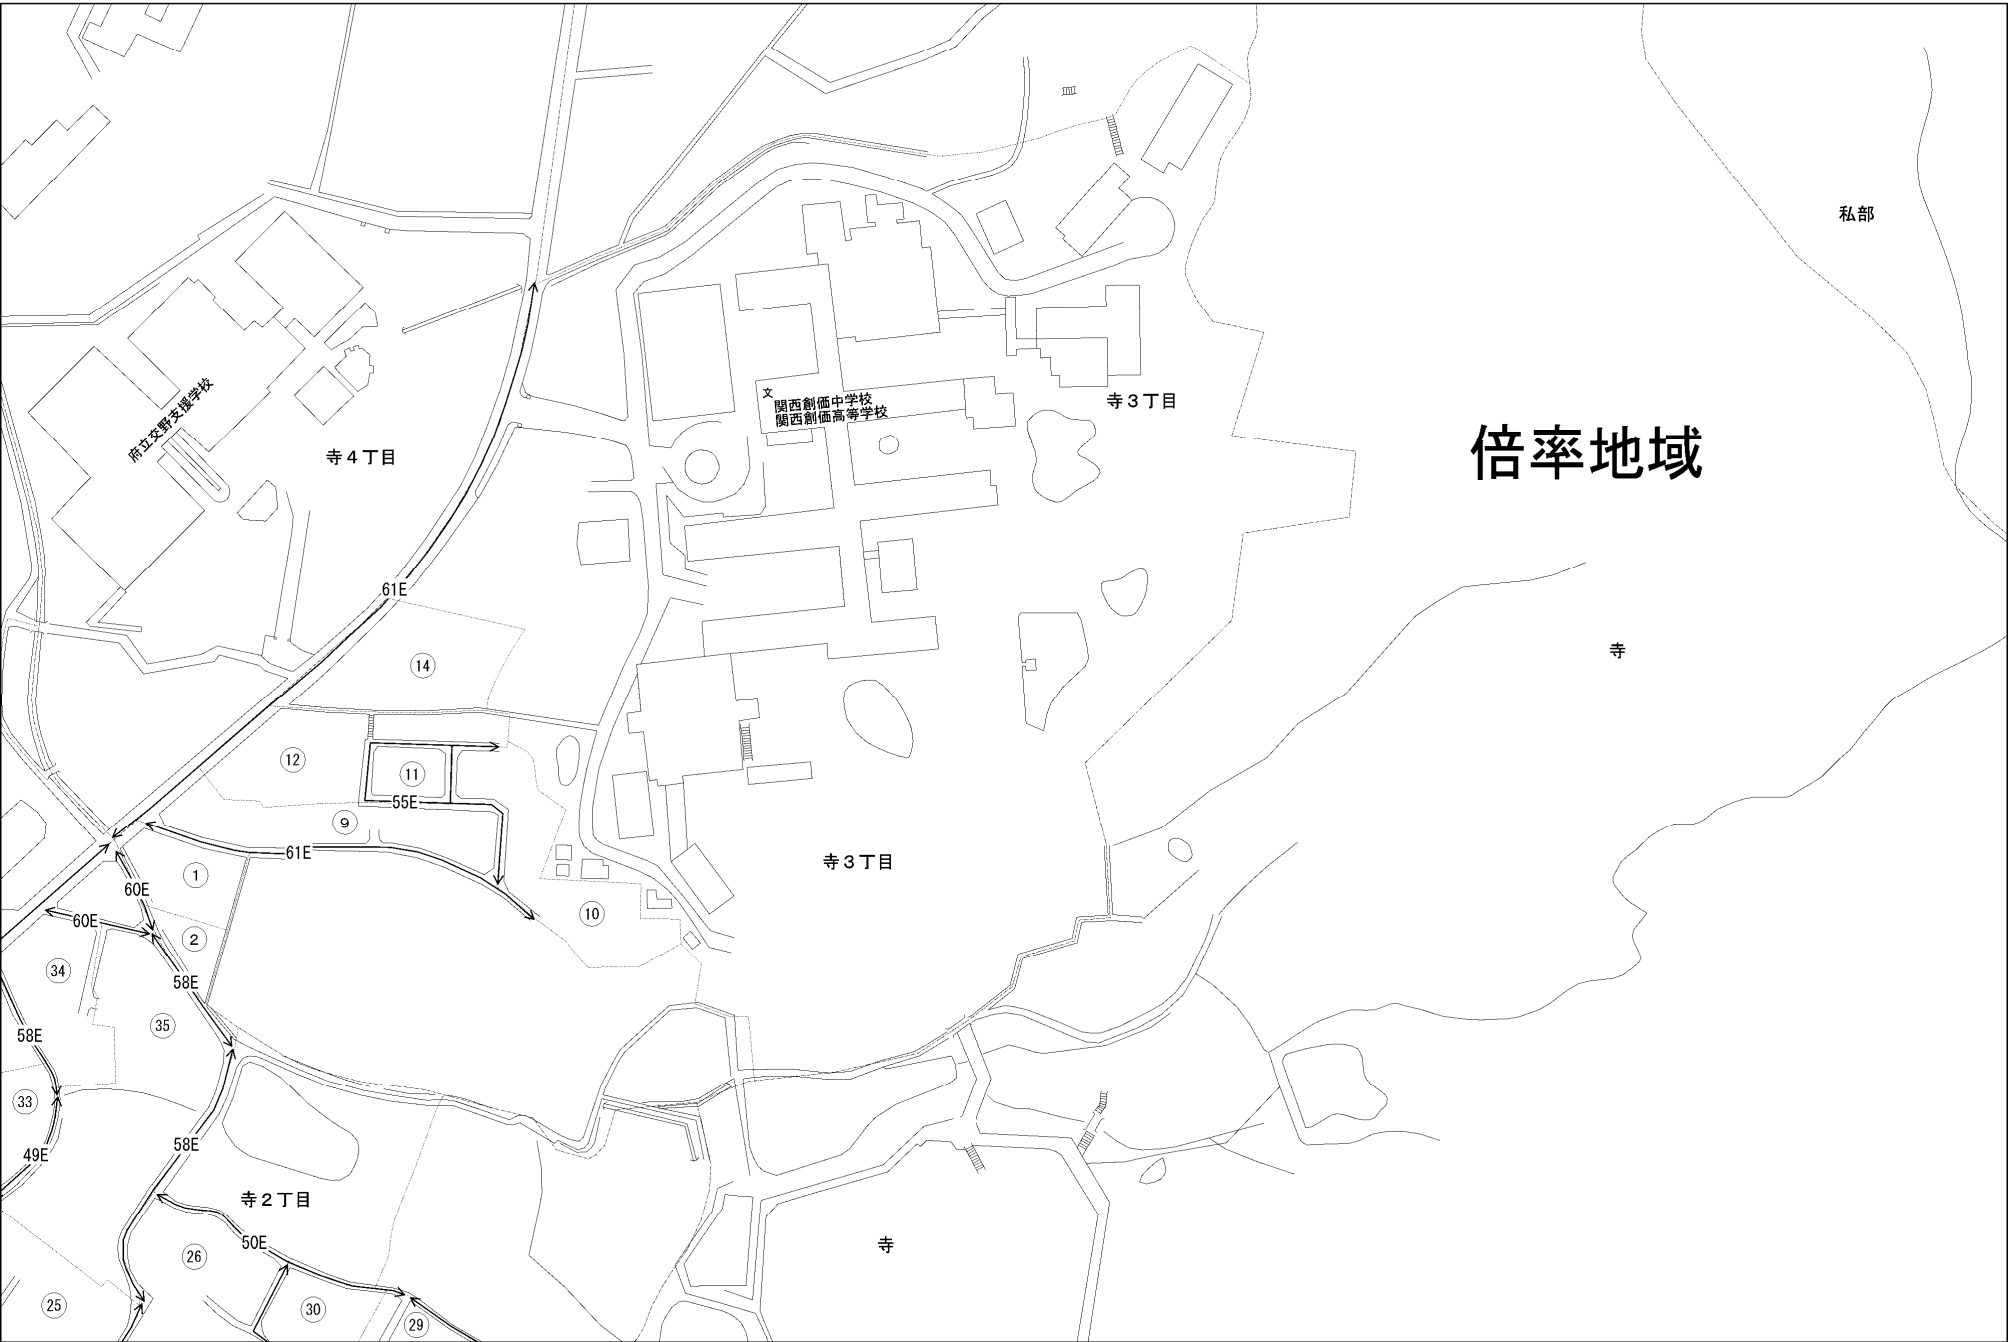 私部
府立交野支援学校
文
関西創価中学校
関西創価高等学校
寺3丁目
寺4丁目
倍率地域
61E
寺
14
12
11
55E
9
61E
寺3丁目
1
60E
10
60E
2
34
58E
35
58E
33
58E
49E
寺2丁目
50E
寺
26
25
30
29